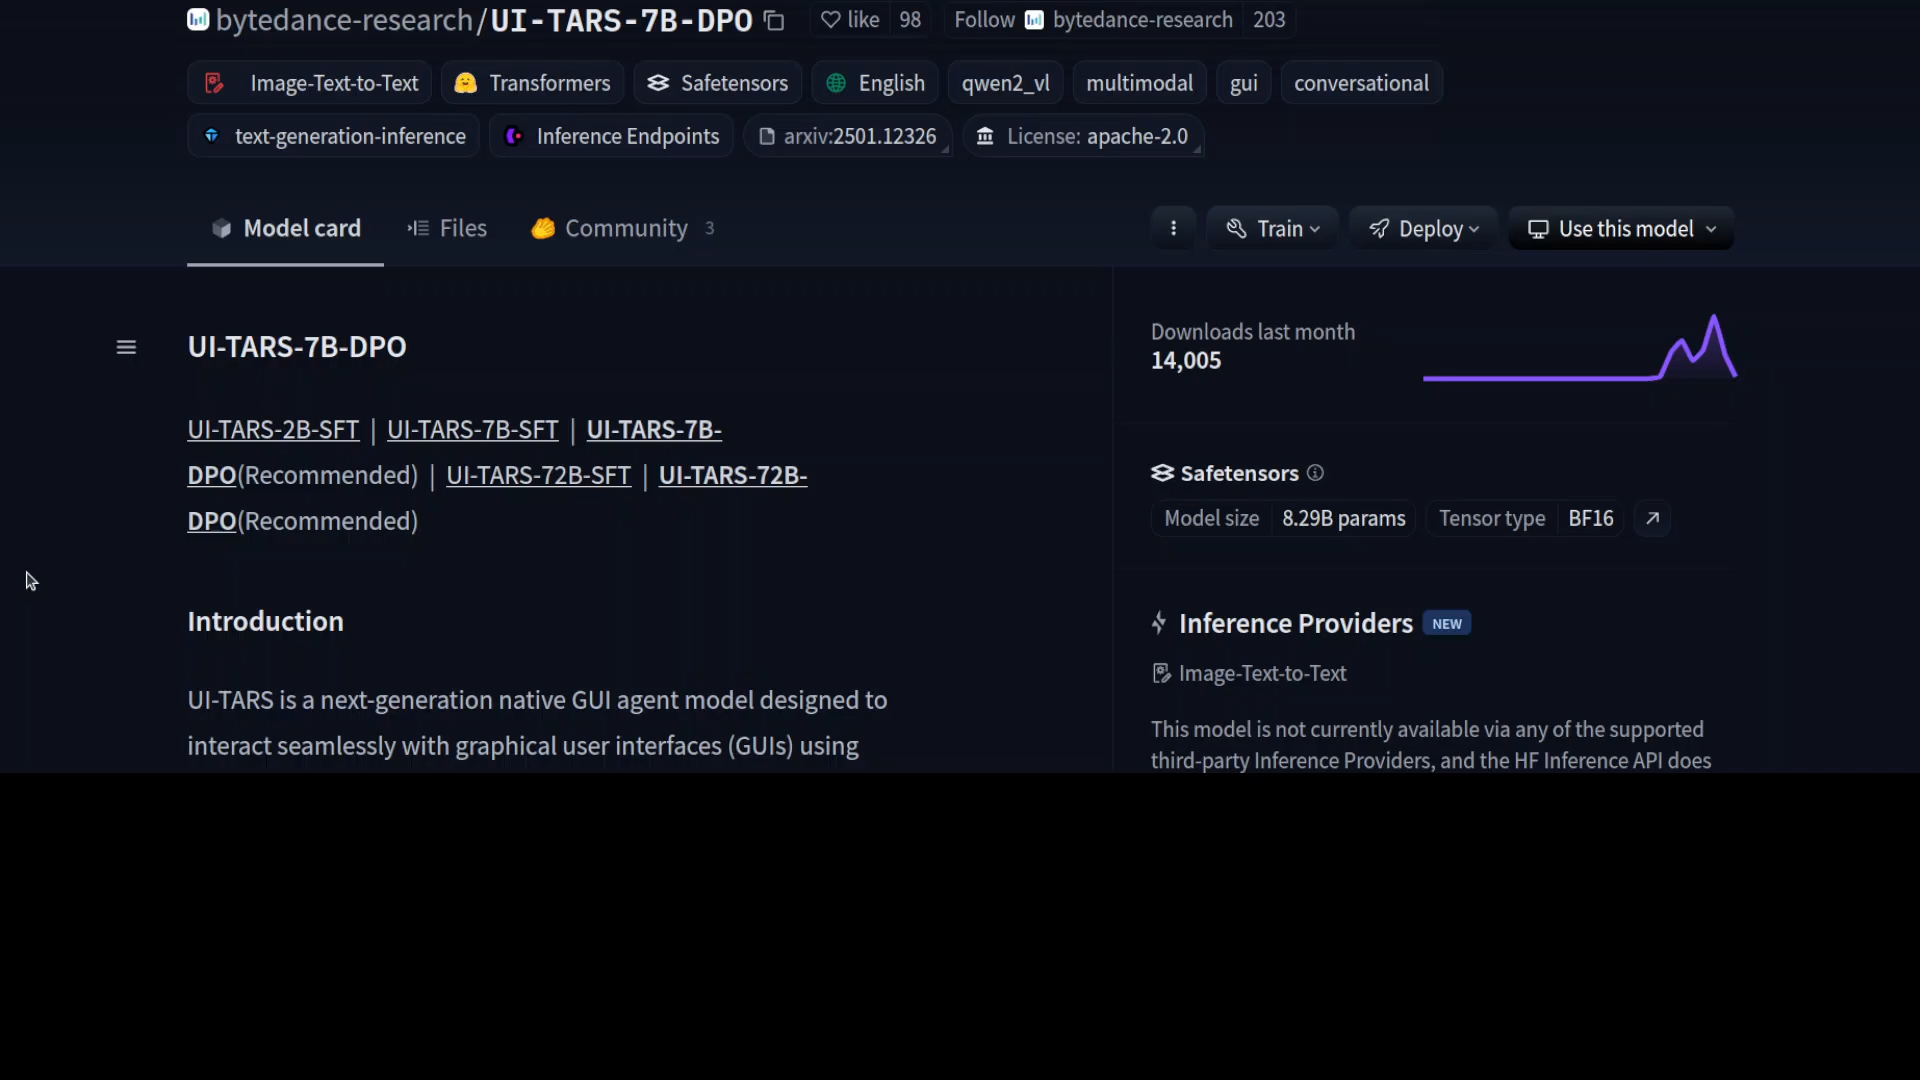 bytedance-research/UI-TARS-7B-DPO like 98 Follow bytedance-research 203
Image-Text-to-Text Transformers Safetensors English qwen2_vl multimodal gui conversational
text-generation-inference Inference Endpoints arxiv:2501.12326 License: apache-2.0
Model card Files Community 3 Train Deploy Use this model
UI-TARS-7B-DPO
UI-TARS-2B-SFT | UI-TARS-7B-SFT | UI-TARS-7B-
DPO(Recommended) | UI-TARS-72B-SFT | UI-TARS-72B-
DPO(Recommended)
Introduction
UI-TARS is a next-generation native GUI agent model designed to
interact seamlessly with graphical user interfaces (GUIs) using
Downloads last month
14,005
Safetensors
Model size 8.29B params Tensor type BF16
Inference Providers NEW
Image-Text-to-Text
This model is not currently available via any of the supported
third-party Inference Providers, and the HF Inference API does